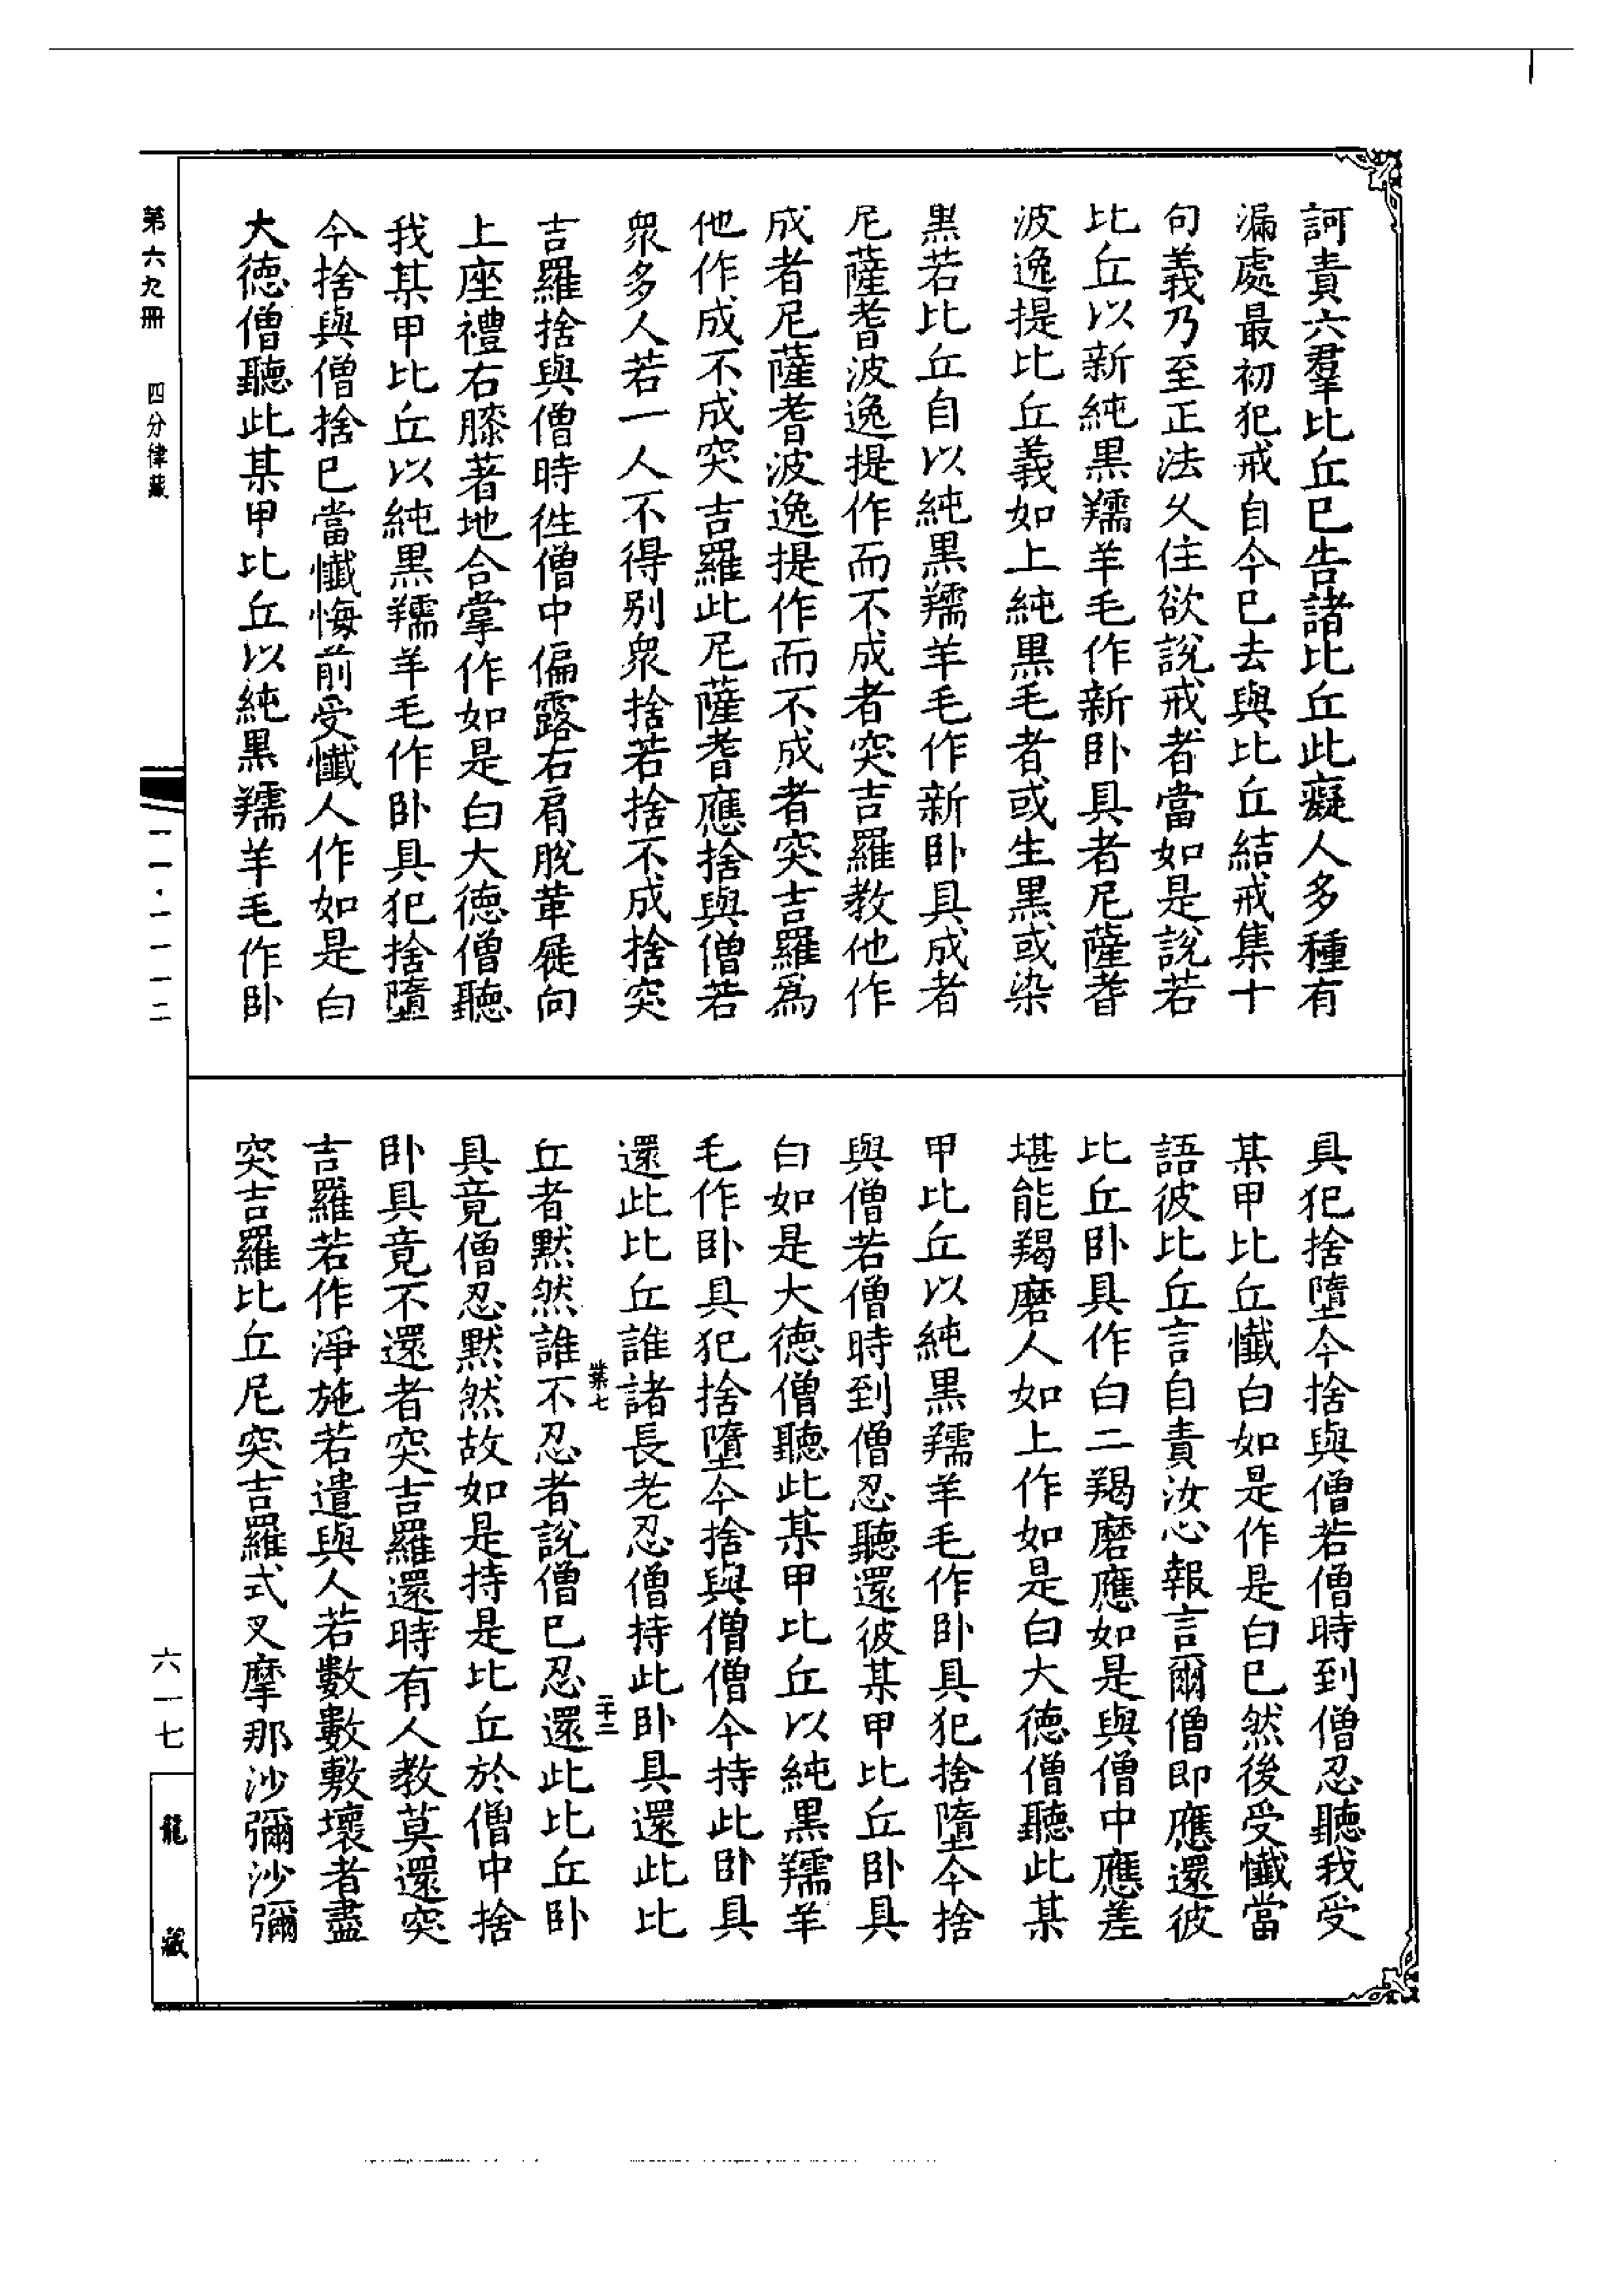 訶責六羣比丘已告諸比丘此癡人多種有
漏處最初犯戒自今已去與比丘結戒集十
句義乃至正法久住欲說戒者當如是說若
比丘以新純黑羺羊毛作新卧具者尼薩耆
波逸提比丘義如上純黑毛者或生黑或染
黑若比丘自以純黑羺羊毛作新卧具成者
尼薩耆波逸提作而不成者突吉羅教他作
成者尼薩耆波逸提作而不成者突吉羅爲
他作成不成突吉羅此尼薩耆應捨與僧若
衆多人若一人不得别衆捨若捨不成捨突
吉羅捨與僧時徃僧中偏露右肩脫革屣向
上座禮右膝著地合掌作如是白大德僧聽
我某甲比丘以純黑羺羊毛作卧具犯捨墮
今捨與僧捨已當懺悔前受懺人作如是白
大德僧聽此某甲比丘以純黑羺羊毛作卧
具犯捨墮今捨與僧若僧時到僧忍聽我受
某甲比丘懺白如是作是白已然後受懺當
語彼比丘言自責汝心報言爾僧即應還彼
比丘卧具作白二羯磨應如是與僧中應差
堪能羯磨人如上作如是白大德僧聽此某
甲比丘以純黑羺羊毛作卧具犯捨墮今捨
與僧若僧時到僧忍聽還彼某甲比丘卧具
白如是大德僧聽此某甲比丘以純黑羺羊
毛作卧具犯捨墮今捨與僧僧今持此卧具
還此比丘誰諸長老忍僧持此卧具還此比
業七
二十二
丘者默然誰不忍者說僧已忍還此比丘卧
具竟僧忍默然故如是持是比丘於僧中捨
卧具竟不還者突吉羅還時有人教莫還突
吉羅若作淨施若遣與人若數數敷壞者盡
突吉羅比丘尼突吉羅式叉摩那沙彌沙彌
第六九冊
四分律藏
一一·一一一二
六一七
龍藏